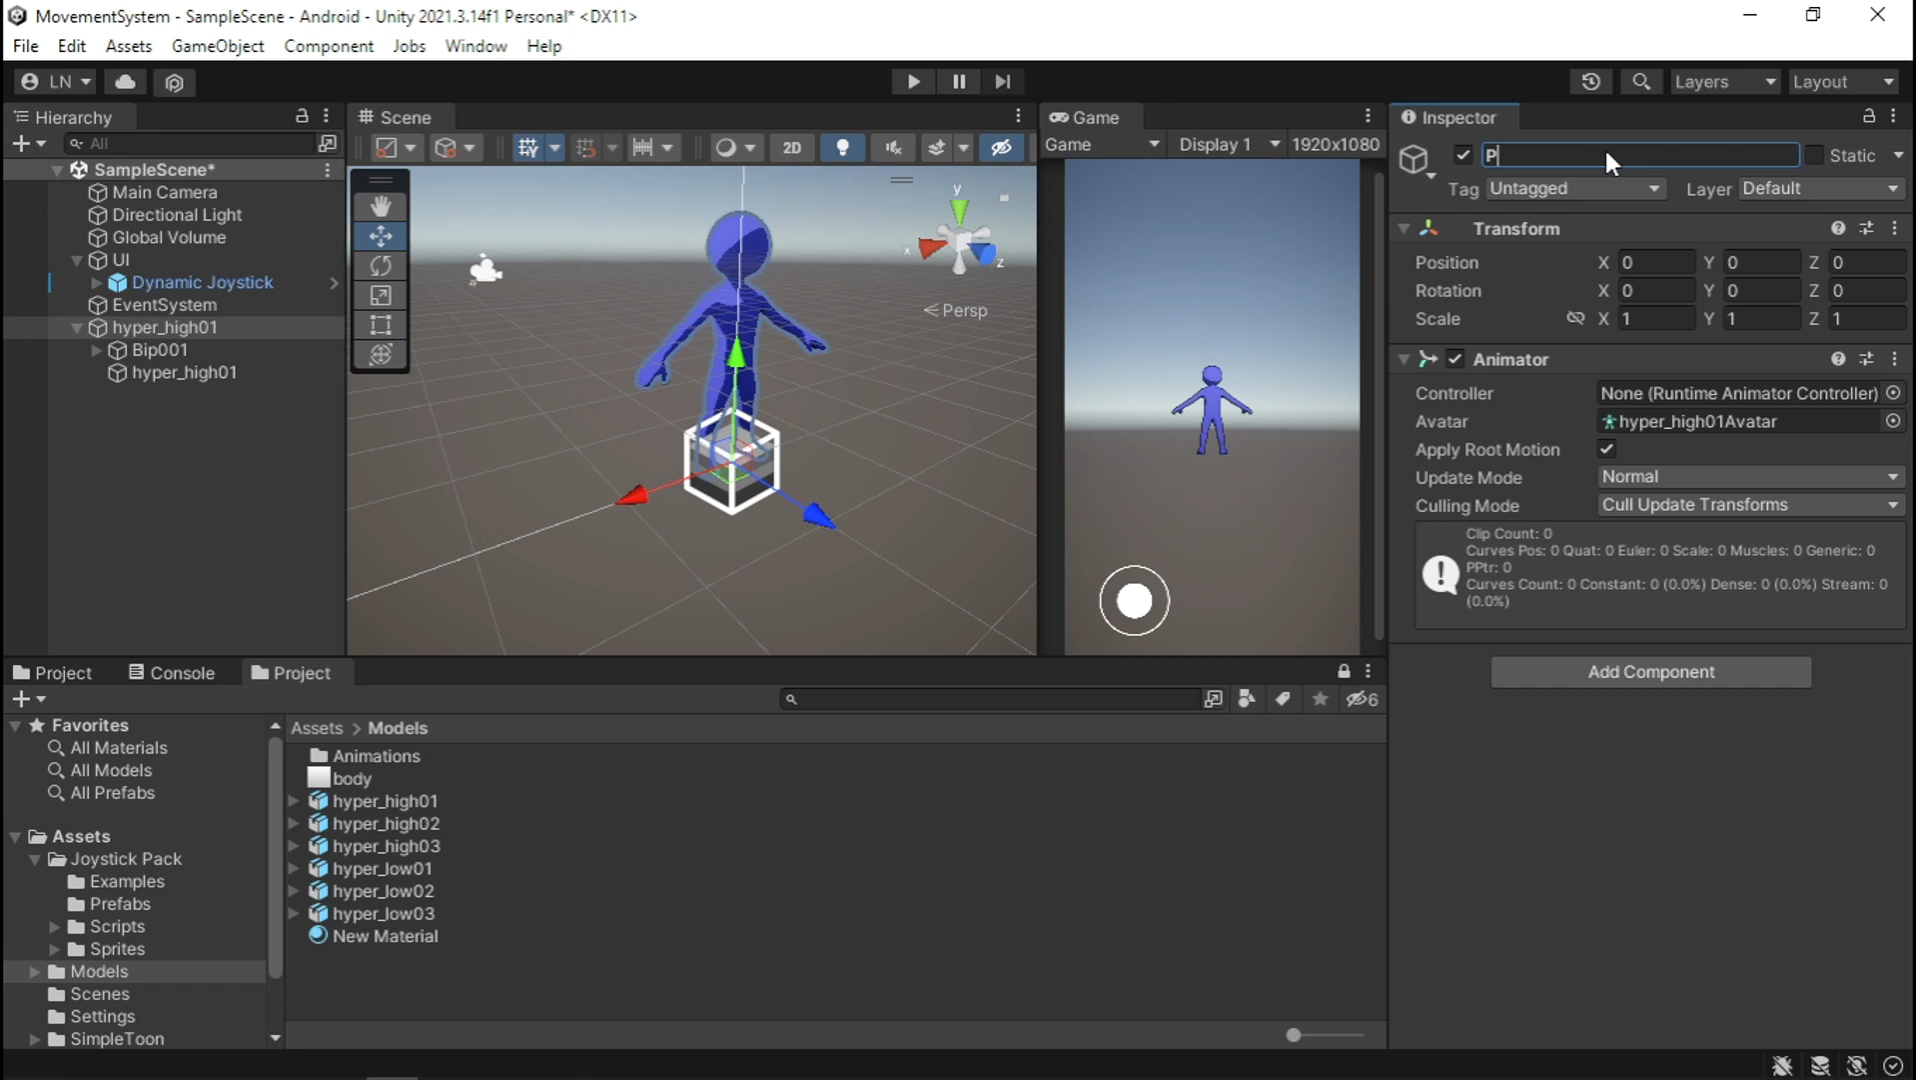 MovementSystem - SampleScene - Android - Unity 2021.3.14f1 Personal* <DX11>
File Edit Assets GameObject Component Jobs Window Help
LN Layers Layout
Hierarchy
All
SampleScene*
Main Camera
Directional Light
Global Volume
UI
Dynamic Joystick
EventSystem
hyper_high01
Bip001
hyper_high01
Scene
2D
y
x
z
Persp
Game
Game Display 1 1920x1080
Inspector
P Static
Tag Untagged Layer Default
Transform
Position X 0 Y 0 Z 0
Rotation X 0 Y 0 Z 0
Scale X 1 Y 1 Z 1
Animator
Controller None (Runtime Animator Controller)
Avatar hyper_high01Avatar
Apply Root Motion
Update Mode Normal
Culling Mode Cull Update Transforms
Clip Count: 0
Curves Pos: 0 Quat: 0 Euler: 0 Scale: 0 Muscles: 0 Generic: 0
PPtr: 0
Curves Count: 0 Constant: 0 (0.0%) Dense: 0 (0.0%) Stream: 0
(0.0%)
Add Component
Project Console Project
6
Favorites
All Materials
All Models
All Prefabs
Assets
Joystick Pack
Examples
Prefabs
Scripts
Sprites
Models
Scenes
Settings
SimpleToon
Assets > Models
Animations
body
hyper_high01
hyper_high02
hyper_high03
hyper_low01
hyper_low02
hyper_low03
New Material